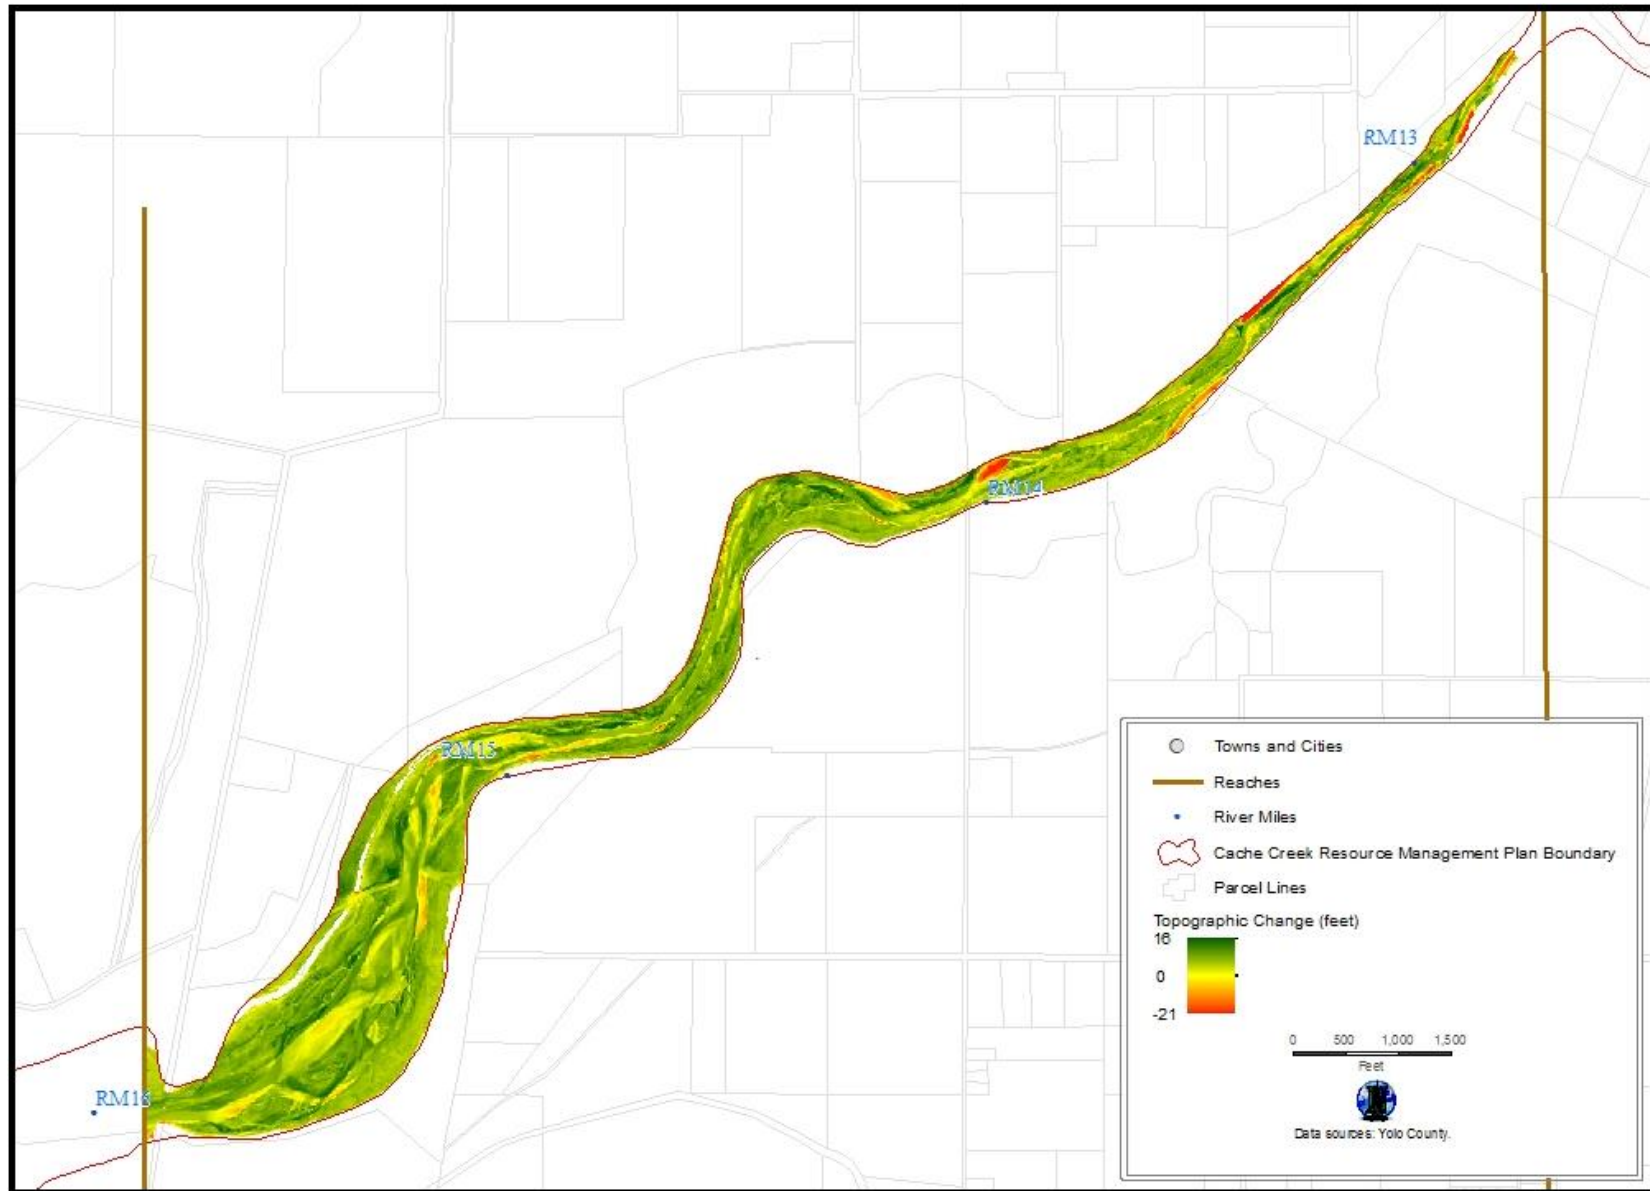 RM13
RM14
RM15
RM16
Towns and Cities
Reaches
River Miles
Cache Creek Resource Management Plan Boundary
Parcel Lines
Topographic Change (feet)
16
0
-21
0 500 1,000 1,500
Feet
Data sources: Yolo County.